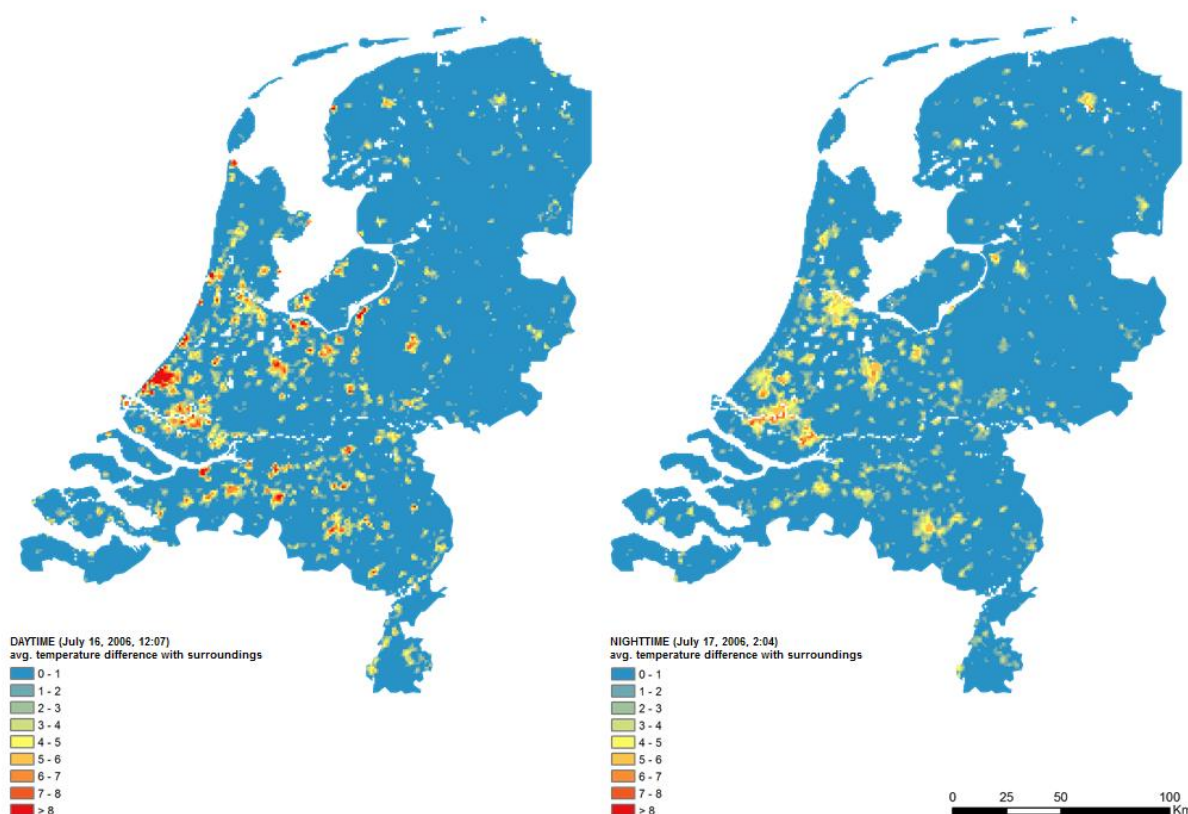 DAYTIME (July 16, 2006, 12:07)
avg. temperature difference with surroundings
0 - 1
1 - 2
2 - 3
3 - 4
4 - 5
5 - 6
6 - 7
7 - 8
> 8
NIGHTTIME (July 17, 2006, 2:04)
avg. temperature difference with surroundings
0 - 1
1 - 2
2 - 3
3 - 4
4 - 5
5 - 6
6 - 7
7 - 8
> 8
0 25 50 100
Km